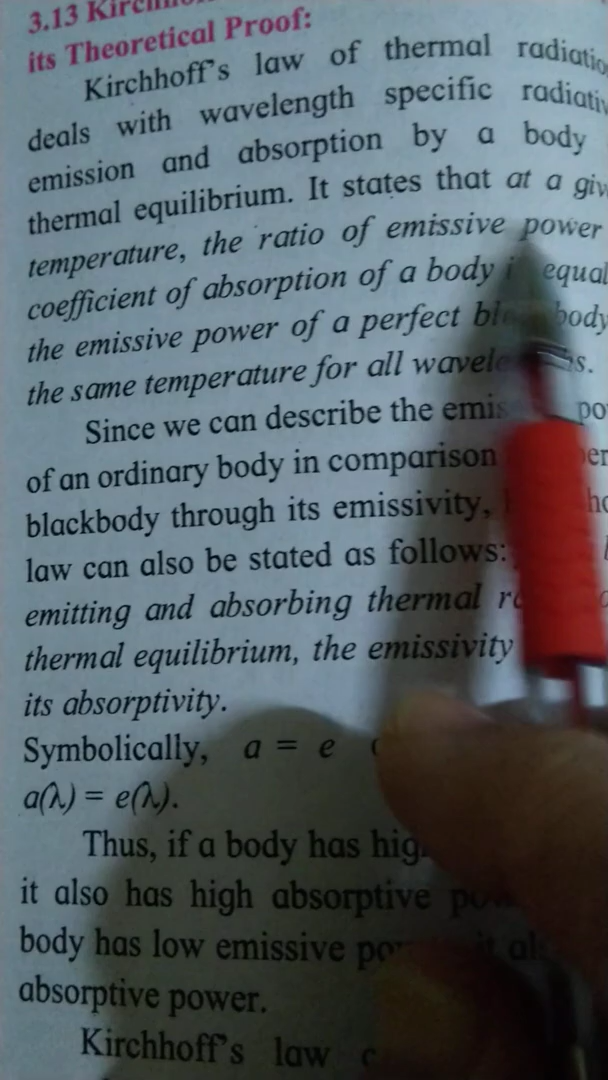 3.13
its Theoretical Proof:
Kirchhoff's law of thermal
deals with wavelength specific
emission and absorption by a body
thermal equilibrium. It states that at a
temperature, the ratio of emissive power
coefficient of absorption of a body equal
the emissive power of a perfect body
the same temperature for all
Since we can describe the
of an ordinary body in comparison
blackbody through its emissivity,
law can also be stated as follows:
emitting and absorbing thermal
thermal equilibrium, the emissivity
its absorptivity.
Symbolically, a = e
a(λ) = e(λ).
Thus, if a body has
it also has high absorptive
body has low emissive
absorptive power.
Kirchhoff's law